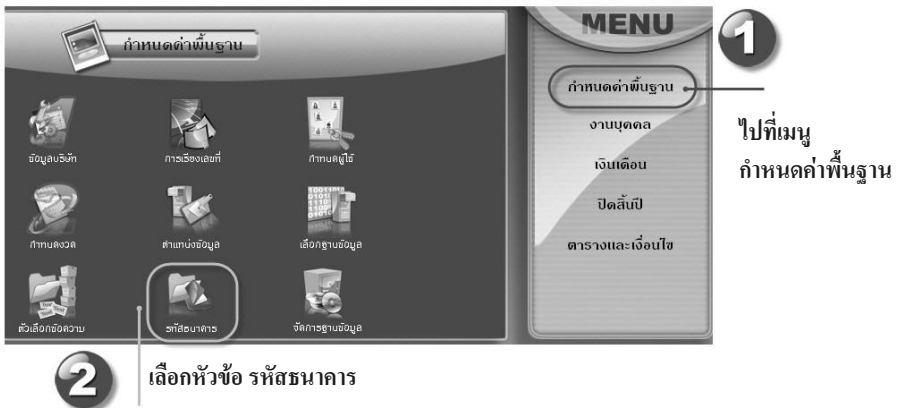 MENU
1
กำหนดค่าพื้นฐาน
กำหนดค่าพื้นฐาน
งานบุคคล
เงินเดือน
ปิดสิ้นปี
ตารางและเงื่อนไข
ไปที่เมนู
กำหนดค่าพื้นฐาน
ข้อมูลบริษัท
การเรียงเลขที่
กำหนดผู้ใช้
กำหนดงวด
ตำแหน่งข้อมูล
เลือกฐานข้อมูล
หัวเลือกข้อความ
รหัสธนาคาร
จัดการฐานข้อมูล
2
เลือกหัวข้อ รหัสธนาคาร